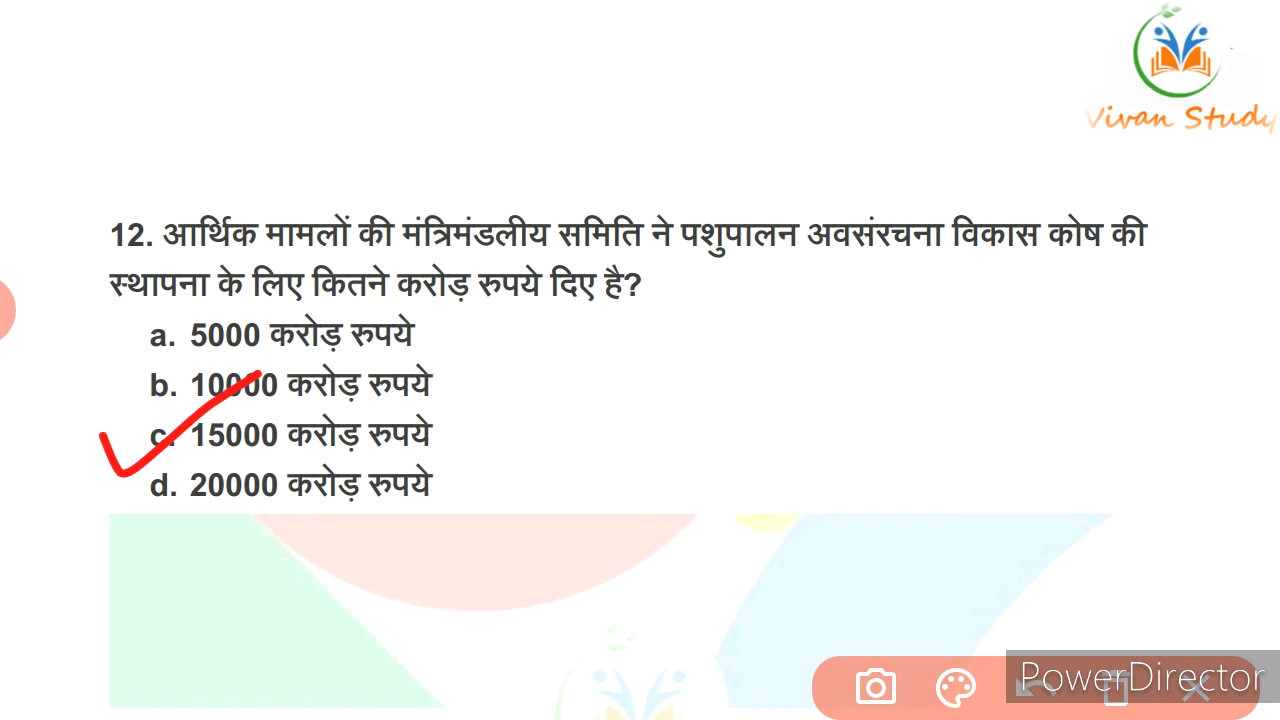 Vivan Study
12. आर्थिक मामलों की मंत्रिमंडलीय समिति ने पशुपालन अवसंरचना विकास कोष की
स्थापना के लिए कितने करोड़ रुपये दिए है?
a. 5000 करोड़ रुपये
b. 10000 करोड़ रुपये
c. 15000 करोड़ रुपये
d. 20000 करोड़ रुपये
PowerDirector